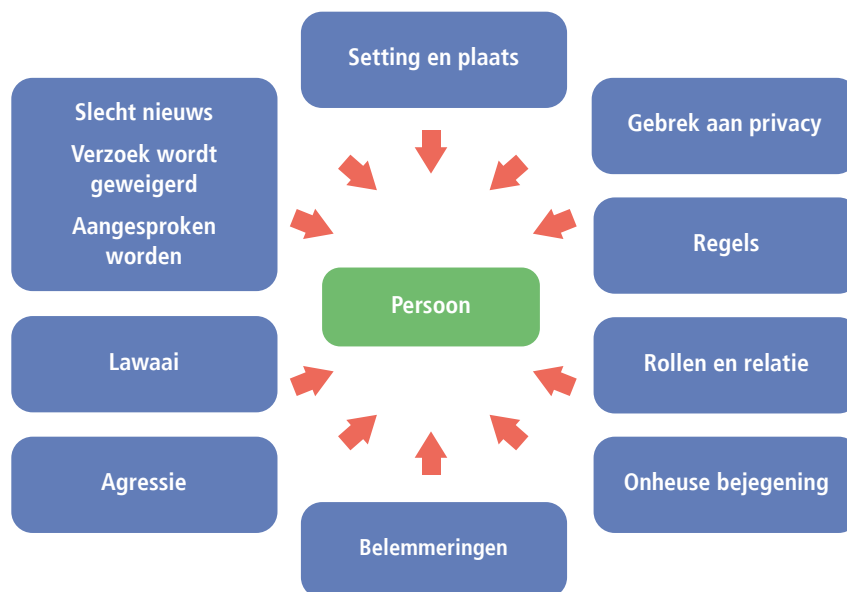 Setting en plaats
Slecht nieuws
Verzoek wordt
geweigerd
Aangesproken
worden
Gebrek aan privacy
Regels
Persoon
Lawaai
Rollen en relatie
Agressie
Onheuse bejegening
Belemmeringen